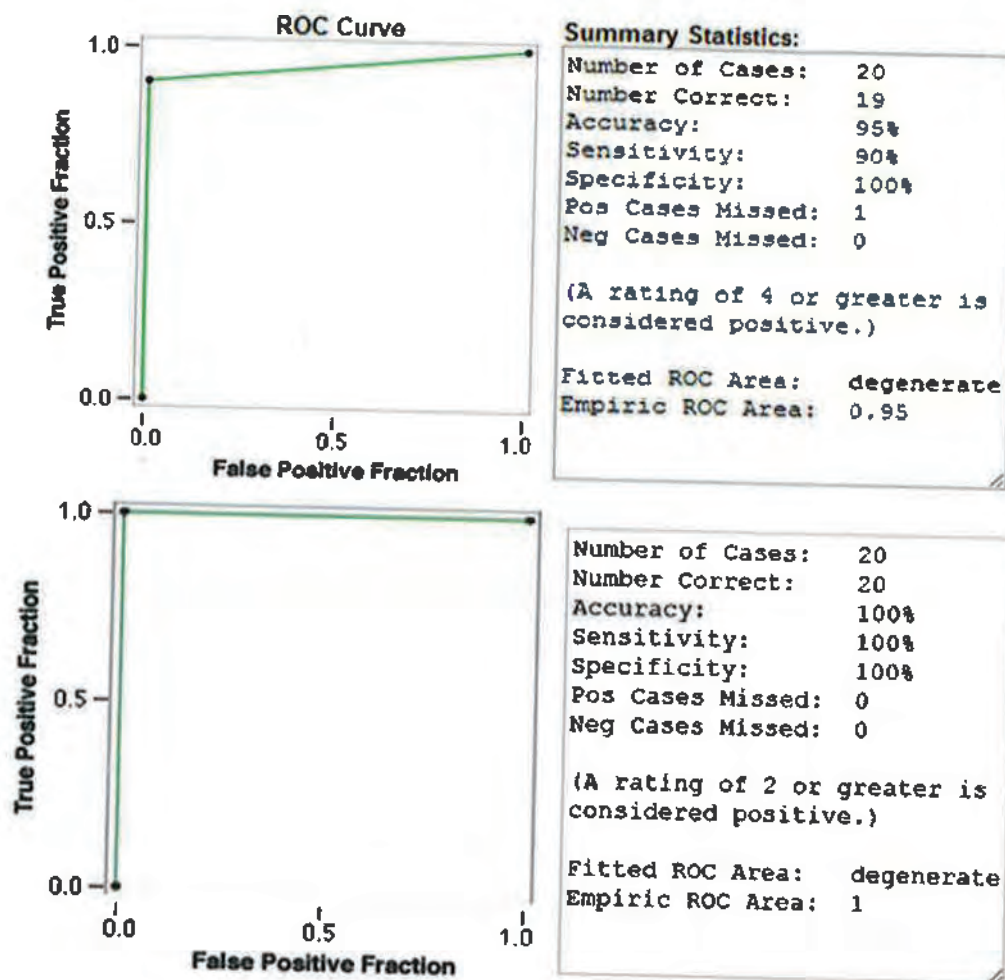 ROC Curve
1.0
0.5
0.0
True Positive Fraction
0.0 0.5 1.0
False Positive Fraction
Summary Statistics:
Number of Cases: 20
Number Correct: 19
Accuracy: 95%
Sensitivity: 90%
Specificity: 100%
Pos Cases Missed: 1
Neg Cases Missed: 0
(A rating of 4 or greater is
considered positive.)
Fitted ROC Area: degenerate
Empiric ROC Area: 0.95
1.0
0.5
0.0
True Positive Fraction
0.0 0.5 1.0
False Positive Fraction
Number of Cases: 20
Number Correct: 20
Accuracy: 100%
Sensitivity: 100%
Specificity: 100%
Pos Cases Missed: 0
Neg Cases Missed: 0
(A rating of 2 or greater is
considered positive.)
Fitted ROC Area: degenerate
Empiric ROC Area: 1